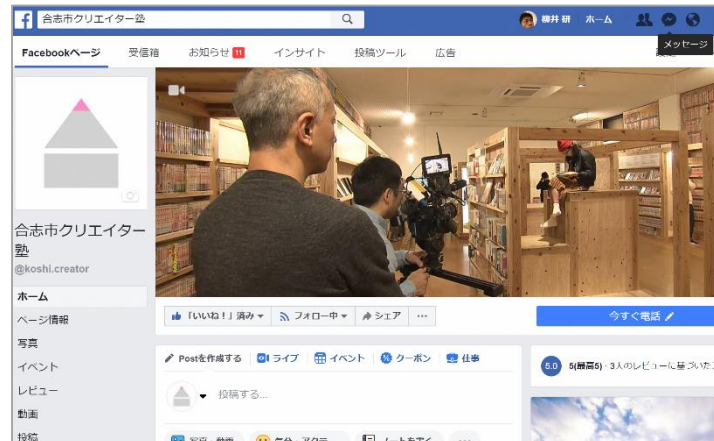 合志市クリエイター塾
柳井 研 ホーム
メッセージ
Facebookページ 受信箱 お知らせ 11 インサイト 投稿ツール 広告
合志市クリエイター
塾
@koshi.creator
ホーム
ページ情報
写真
イベント
レビュー
動画
投稿
「いいね！」済み フォロー中 シェア ...
今すぐ電話
Postを作成する ライブ イベント クーポン 仕事
投稿する...
5.0 5(最高5)・3人のレビューに基づいた